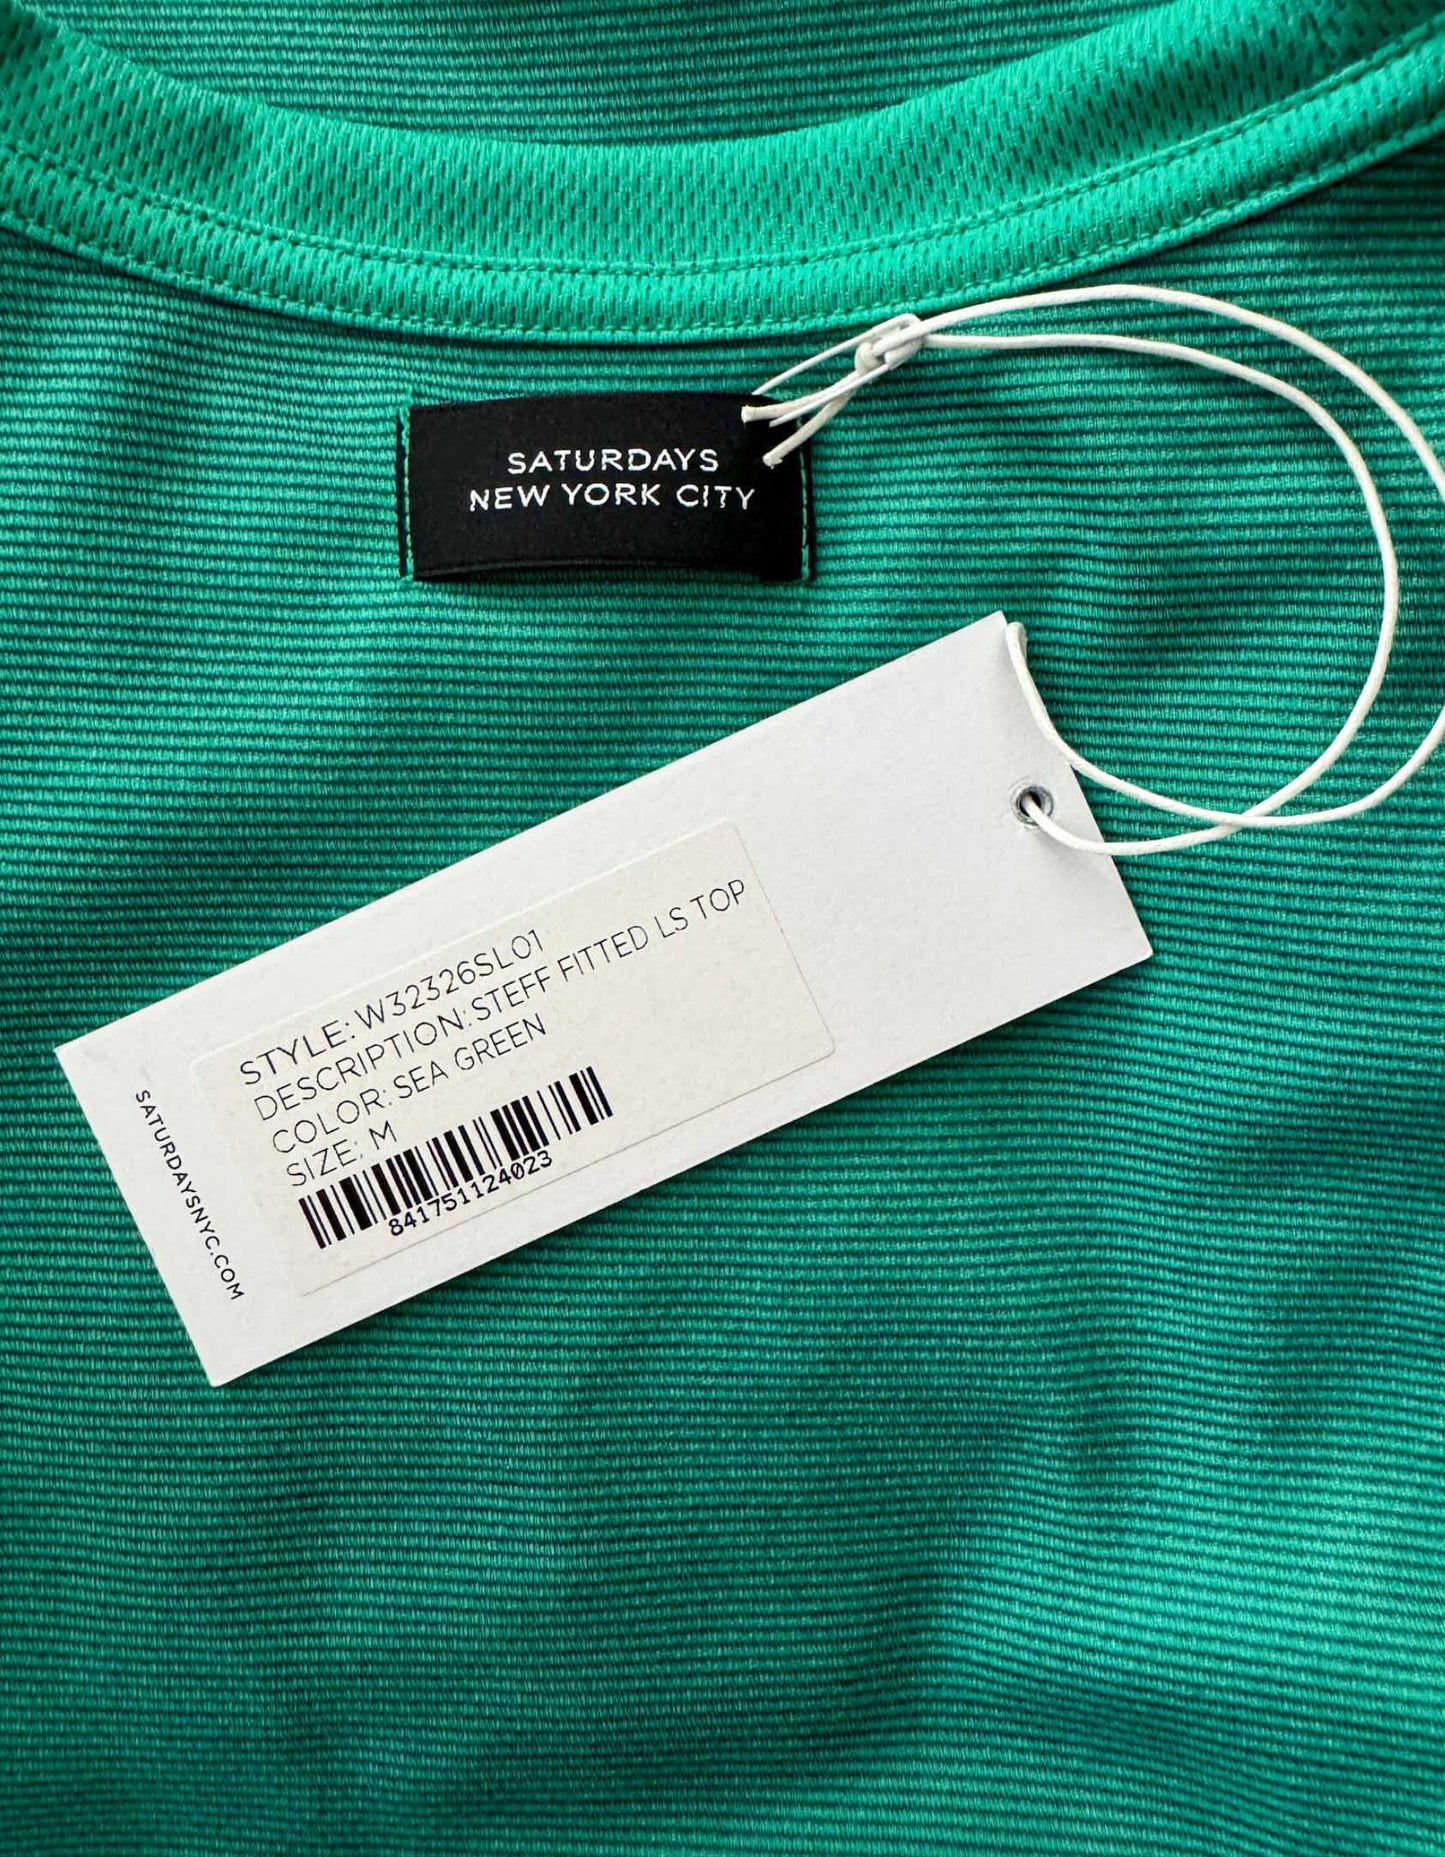 SATURDAYS
NEW YORK CITY
STYLE: W32326SL01
DESCRIPTION: STEFF FITTED LS TOP
COLOR: SEA GREEN
SIZE: M
841751124023
SATURDAYSNYC.COM